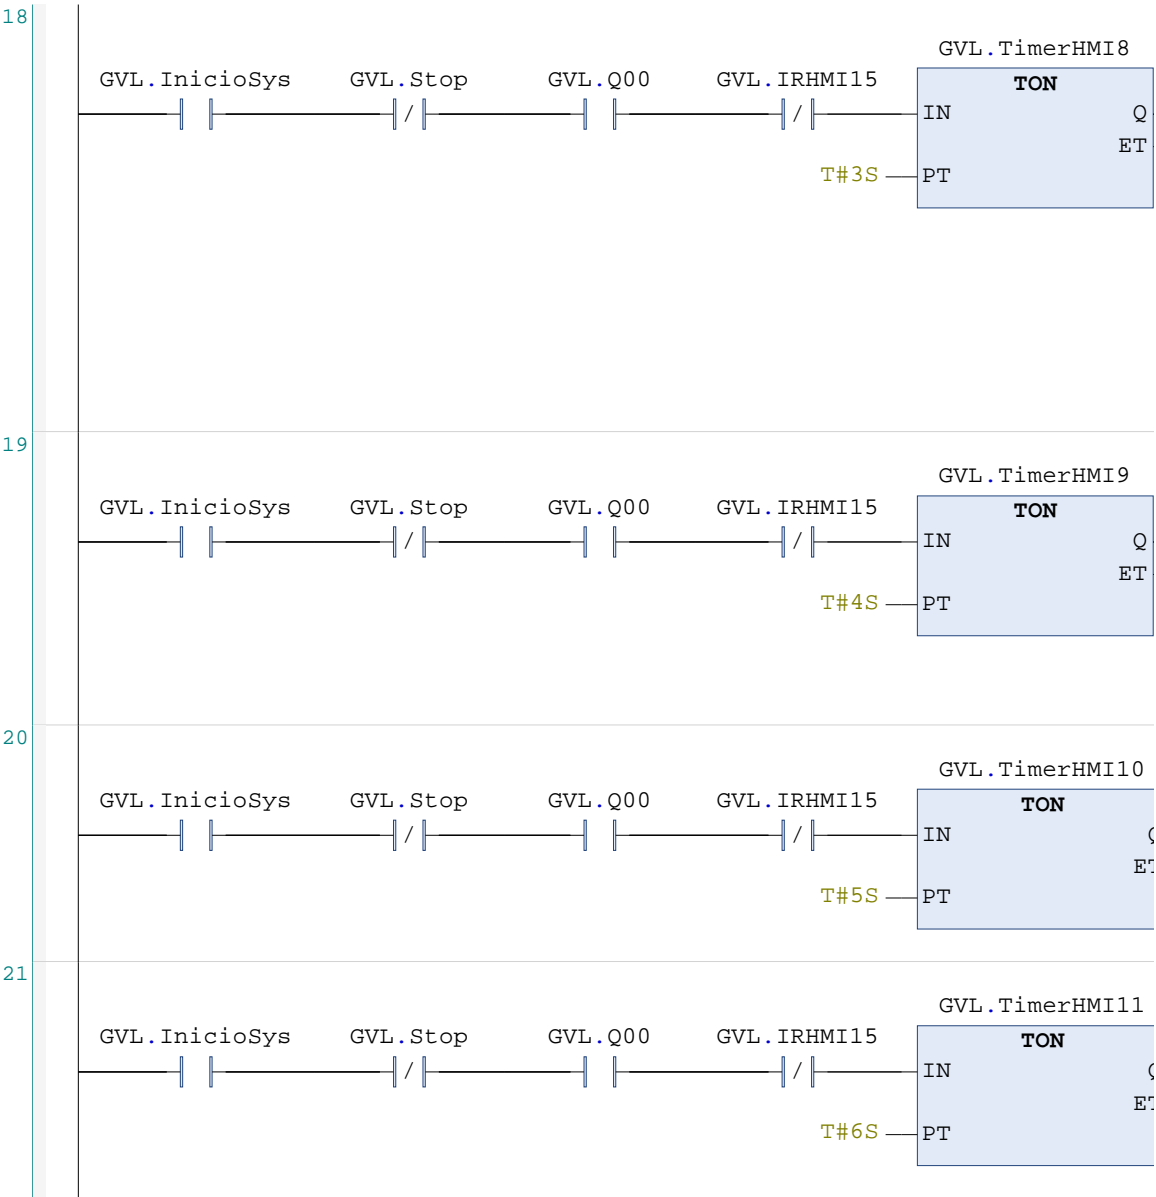 18
GVL.TimerHMI8
GVL.InicioSys GVL.Stop GVL.Q00 GVL.IRHMI15 TON
/ / IN Q
ET
T#3S PT
19
GVL.TimerHMI9
GVL.InicioSys GVL.Stop GVL.Q00 GVL.IRHMI15 TON
/ / IN Q
ET
T#4S PT
20
GVL.TimerHMI10
GVL.InicioSys GVL.Stop GVL.Q00 GVL.IRHMI15 TON
/ / IN Q
ET
T#5S PT
21
GVL.TimerHMI11
GVL.InicioSys GVL.Stop GVL.Q00 GVL.IRHMI15 TON
/ / IN Q
ET
T#6S PT